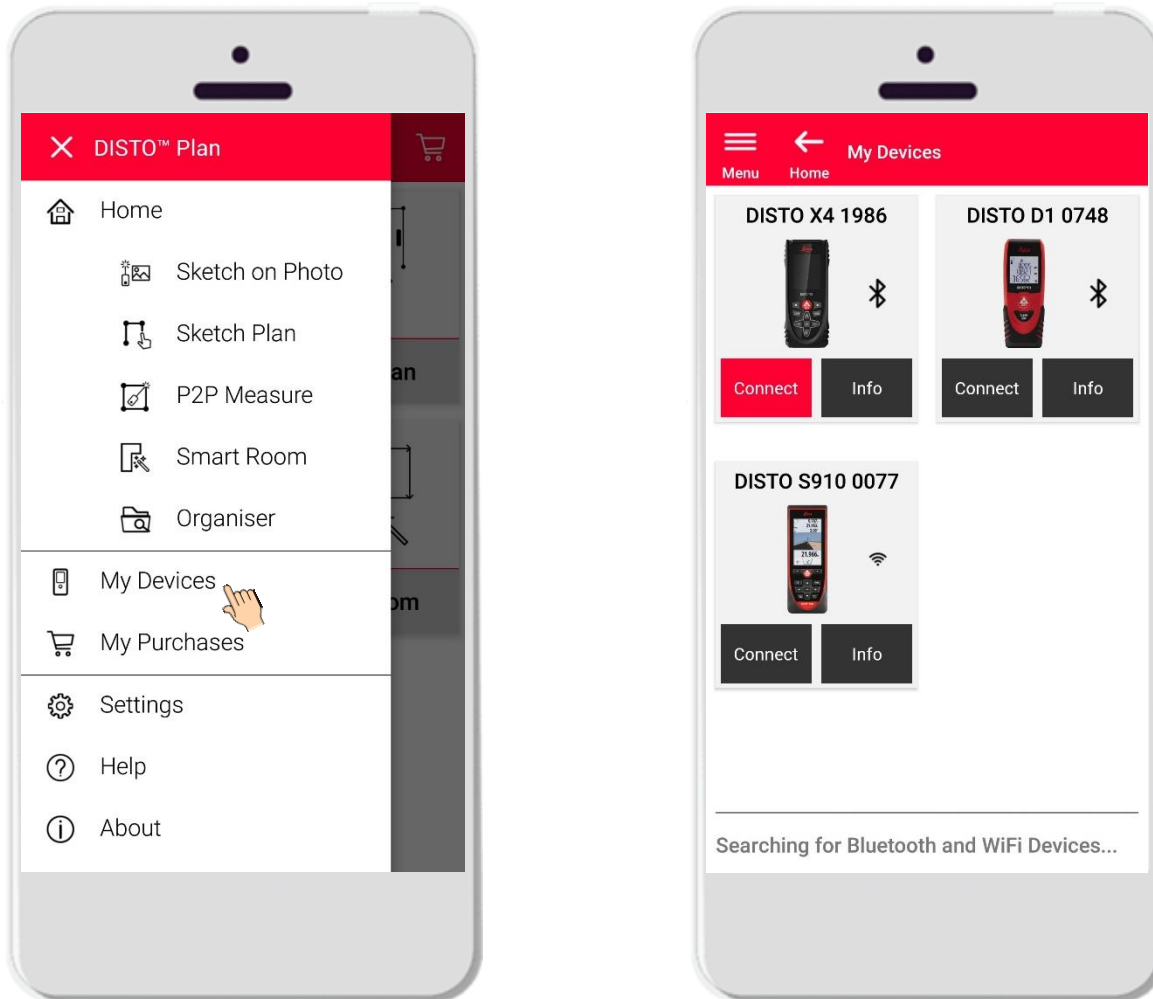 DISTO™ Plan
Home
Sketch on Photo
Sketch Plan
an
P2P Measure
Smart Room
Organiser
My Devices
om
My Purchases
Settings
Help
About
Menu
Home
My Devices
DISTO X4 1986
DISTO D1 0748
Connect
Info
Connect
Info
DISTO S910 0077
21.966
Connect
Info
Searching for Bluetooth and WiFi Devices...